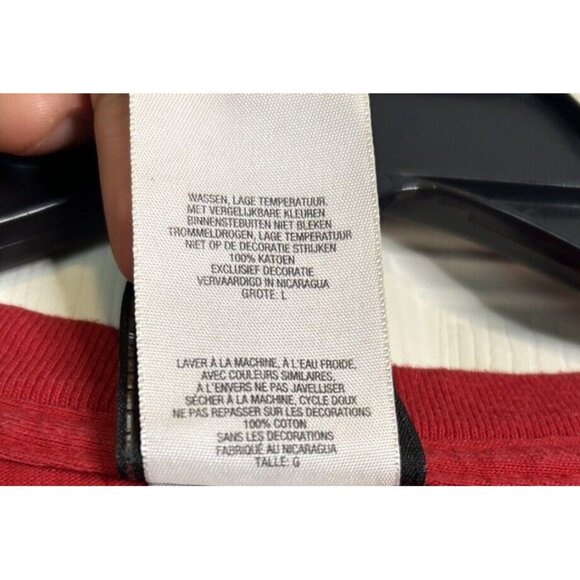 WASSEN, LAGE TEMPERATUUR.
MET VERGELIJKBARE KLEUREN
BINNENSTEBUITEN NIET BLEKEN
TROMMELDROGEN, LAGE TEMPERATUUR
NIET OP DE DECORATIE STRIJKEN
100% KATOEN
EXCLUSIEF DECORATIE
VERVAARDIGD IN NICARAGUA
GROTE: L
LAVER À LA MACHINE, À L'EAU FROIDE,
AVEC COULEURS SIMILAIRES,
À L'ENVERS NE PAS JAVELLISER
SÉCHER À LA MACHINE, CYCLE DOUX
NE PAS REPASSER SUR LES DECORATIONS
100% COTON
SANS LES DECORATIONS
FABRIQUÉ AU NICARAGUA
TAILLE: G